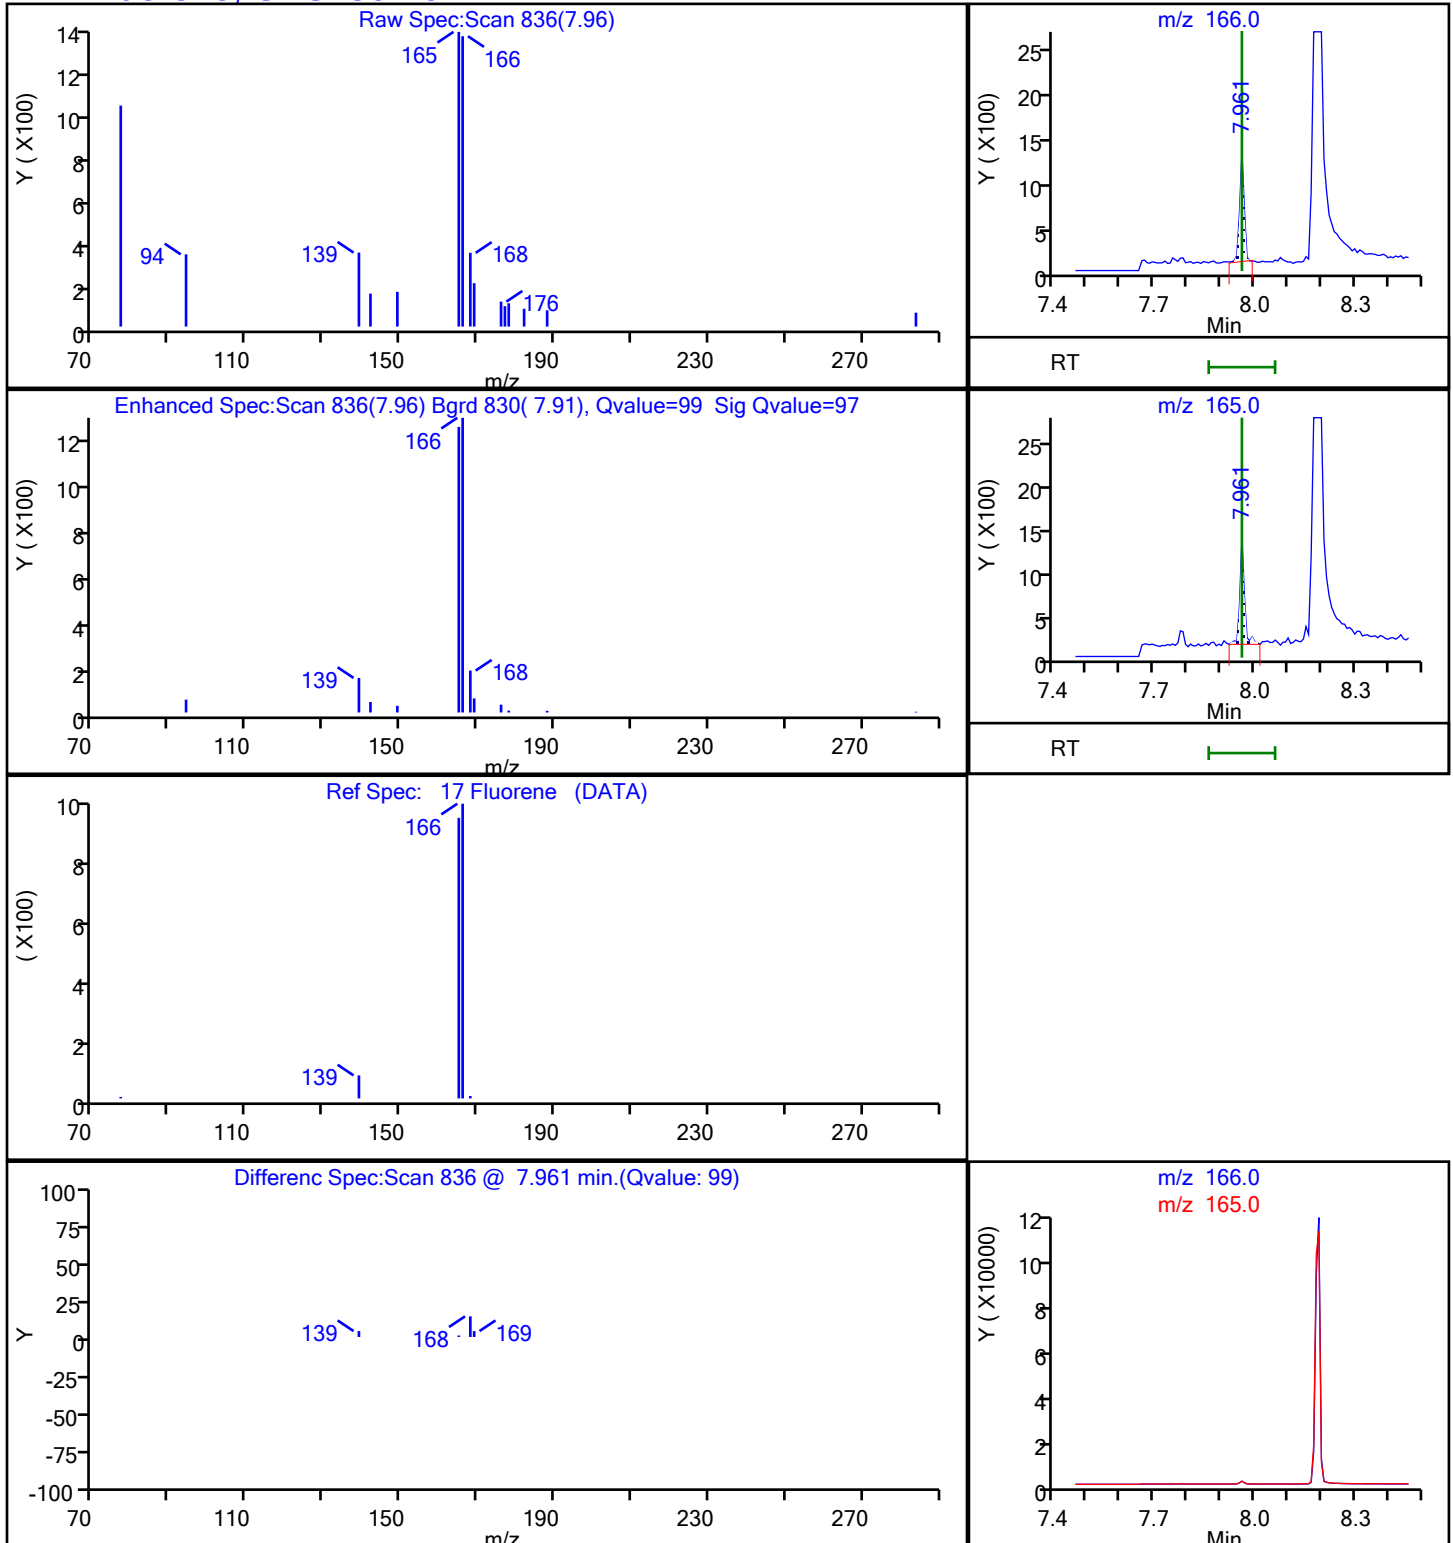 Raw Spec:Scan 836(7.96)
14
12
10
8
6
4
2
0
Y ( X100)
165
166
94
139
168
176
70 110 150 190 230 270
m/z
m/z 166.0
25
20
15
10
5
0
Y ( X100)
7.961
7.4 7.7 8.0 8.3
Min
RT
Enhanced Spec:Scan 836(7.96) Bgrd 830( 7.91), Qvalue=99 Sig Qvalue=97
12
10
8
6
4
2
0
Y ( X100)
166
139
168
70 110 150 190 230 270
m/z
m/z 165.0
25
20
15
10
5
0
Y ( X100)
7.961
7.4 7.7 8.0 8.3
Min
RT
Ref Spec: 17 Fluorene (DATA)
10
8
6
4
2
0
( X100)
166
139
70 110 150 190 230 270
Differenc Spec:Scan 836 @ 7.961 min.(Qvalue: 99)
100
75
50
25
0
-25
-50
-75
-100
Y
139
168
169
70 110 150 190 230 270
m/z
m/z 166.0
m/z 165.0
12
10
8
6
4
2
0
Y ( X10000)
7.4 7.7 8.0 8.3
Min